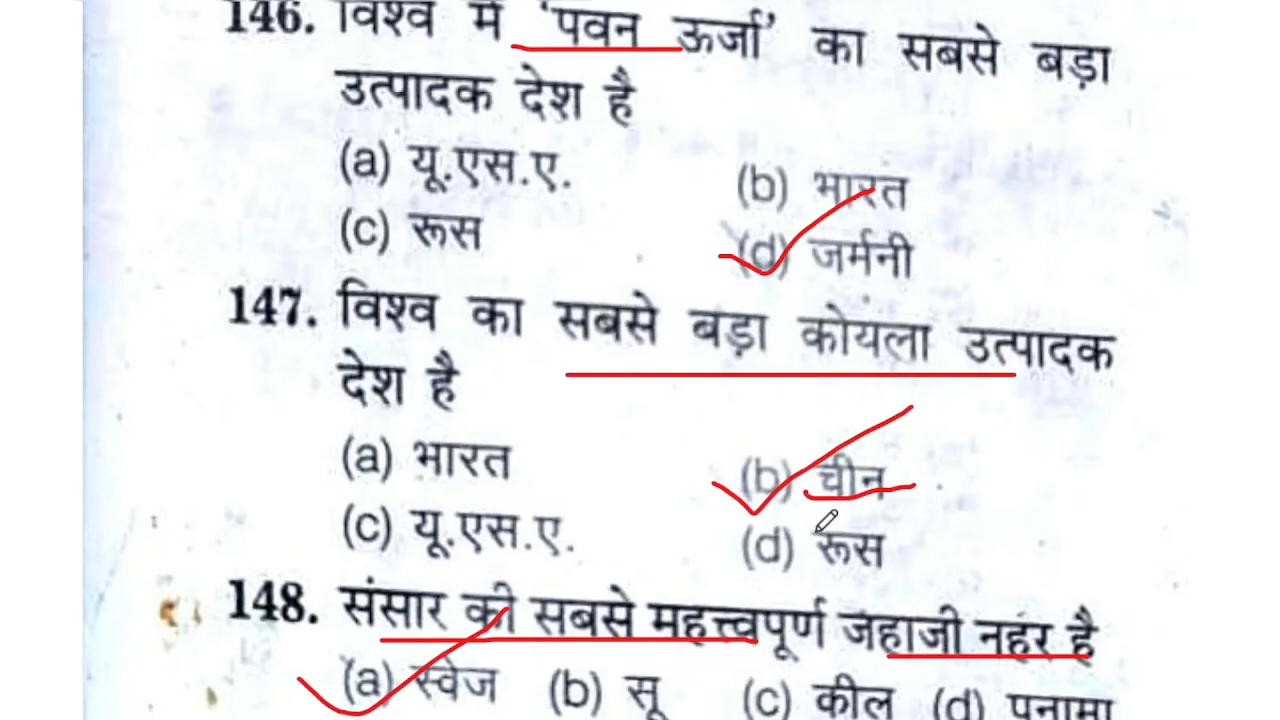 146. विश्व में 'पवन ऊर्जा' का सबसे बड़ा
उत्पादक देश है
(a) यू.एस.ए. (b) भारत
(c) रूस (d) जर्मनी
147. विश्व का सबसे बड़ा कोयला उत्पादक
देश है
(a) भारत (b) चीन
(c) यू.एस.ए. (d) रूस
148. संसार की सबसे महत्त्वपूर्ण जहाजी नहर है
(a) स्वेज (b) सू (c) कील (d) पनामा